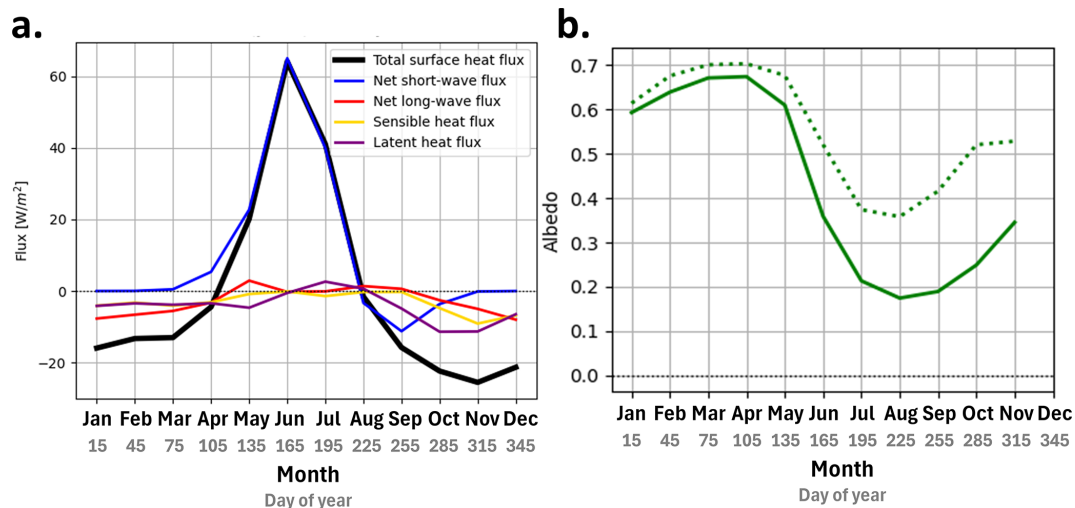 a.
60
40
20
0
−20
Flux [W/m²]
Total surface heat flux
Net short-wave flux
Net long-wave flux
Sensible heat flux
Latent heat flux
Jan Feb Mar Apr May Jun Jul Aug Sep Oct Nov Dec
15 45 75 105 135 165 195 225 255 285 315 345
Month
Day of year
b.
0.7
0.6
0.5
0.4
0.3
0.2
0.1
0.0
Albedo
Jan Feb Mar Apr May Jun Jul Aug Sep Oct Nov Dec
15 45 75 105 135 165 195 225 255 285 315 345
Month
Day of year